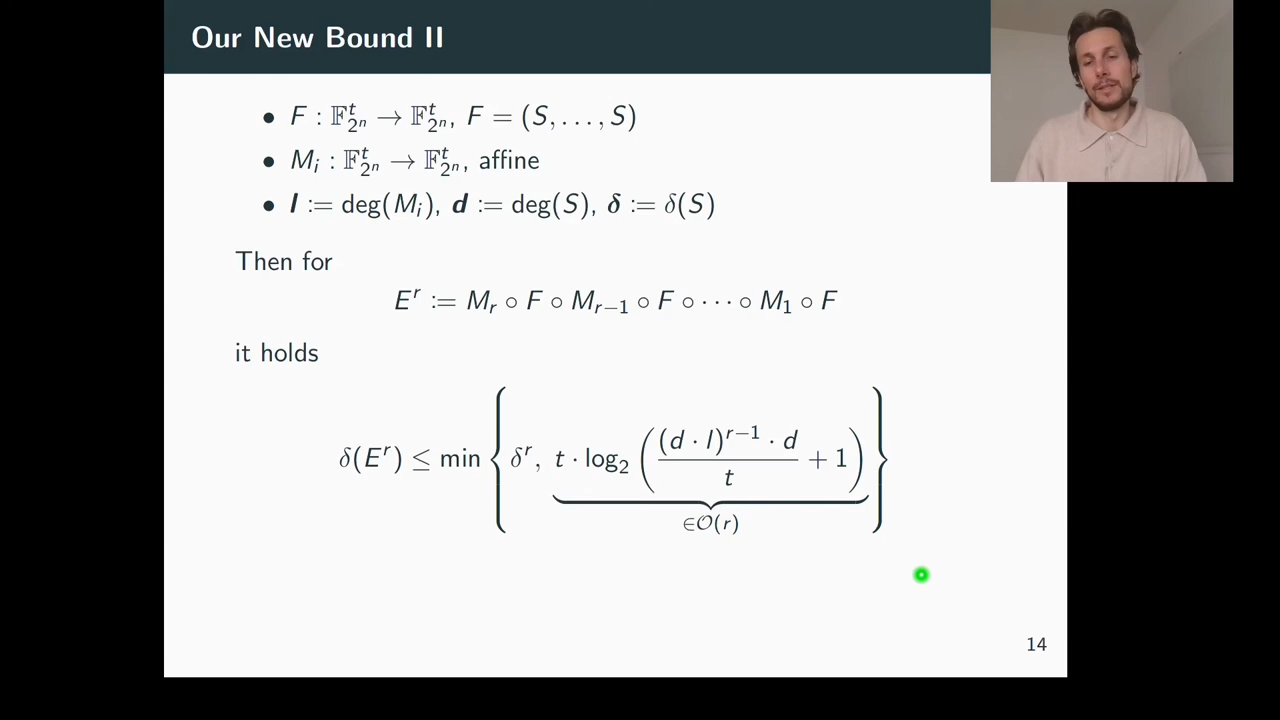 Our New Bound II
• F : 𝔽_{2^n}^t → 𝔽_{2^n}^t, F = (S, . . . , S)
• M_i : 𝔽_{2^n}^t → 𝔽_{2^n}^t, affine
• l := deg(M_i), d := deg(S), δ := δ(S)
Then for
E^r := M_r ∘ F ∘ M_{r−1} ∘ F ∘ · · · ∘ M_1 ∘ F
it holds
δ(E^r) ≤ min { δ^r, t · log_2 ( \frac{(d · l)^{r−1} · d}{t} + 1 ) }
∈𝒪(r)
14